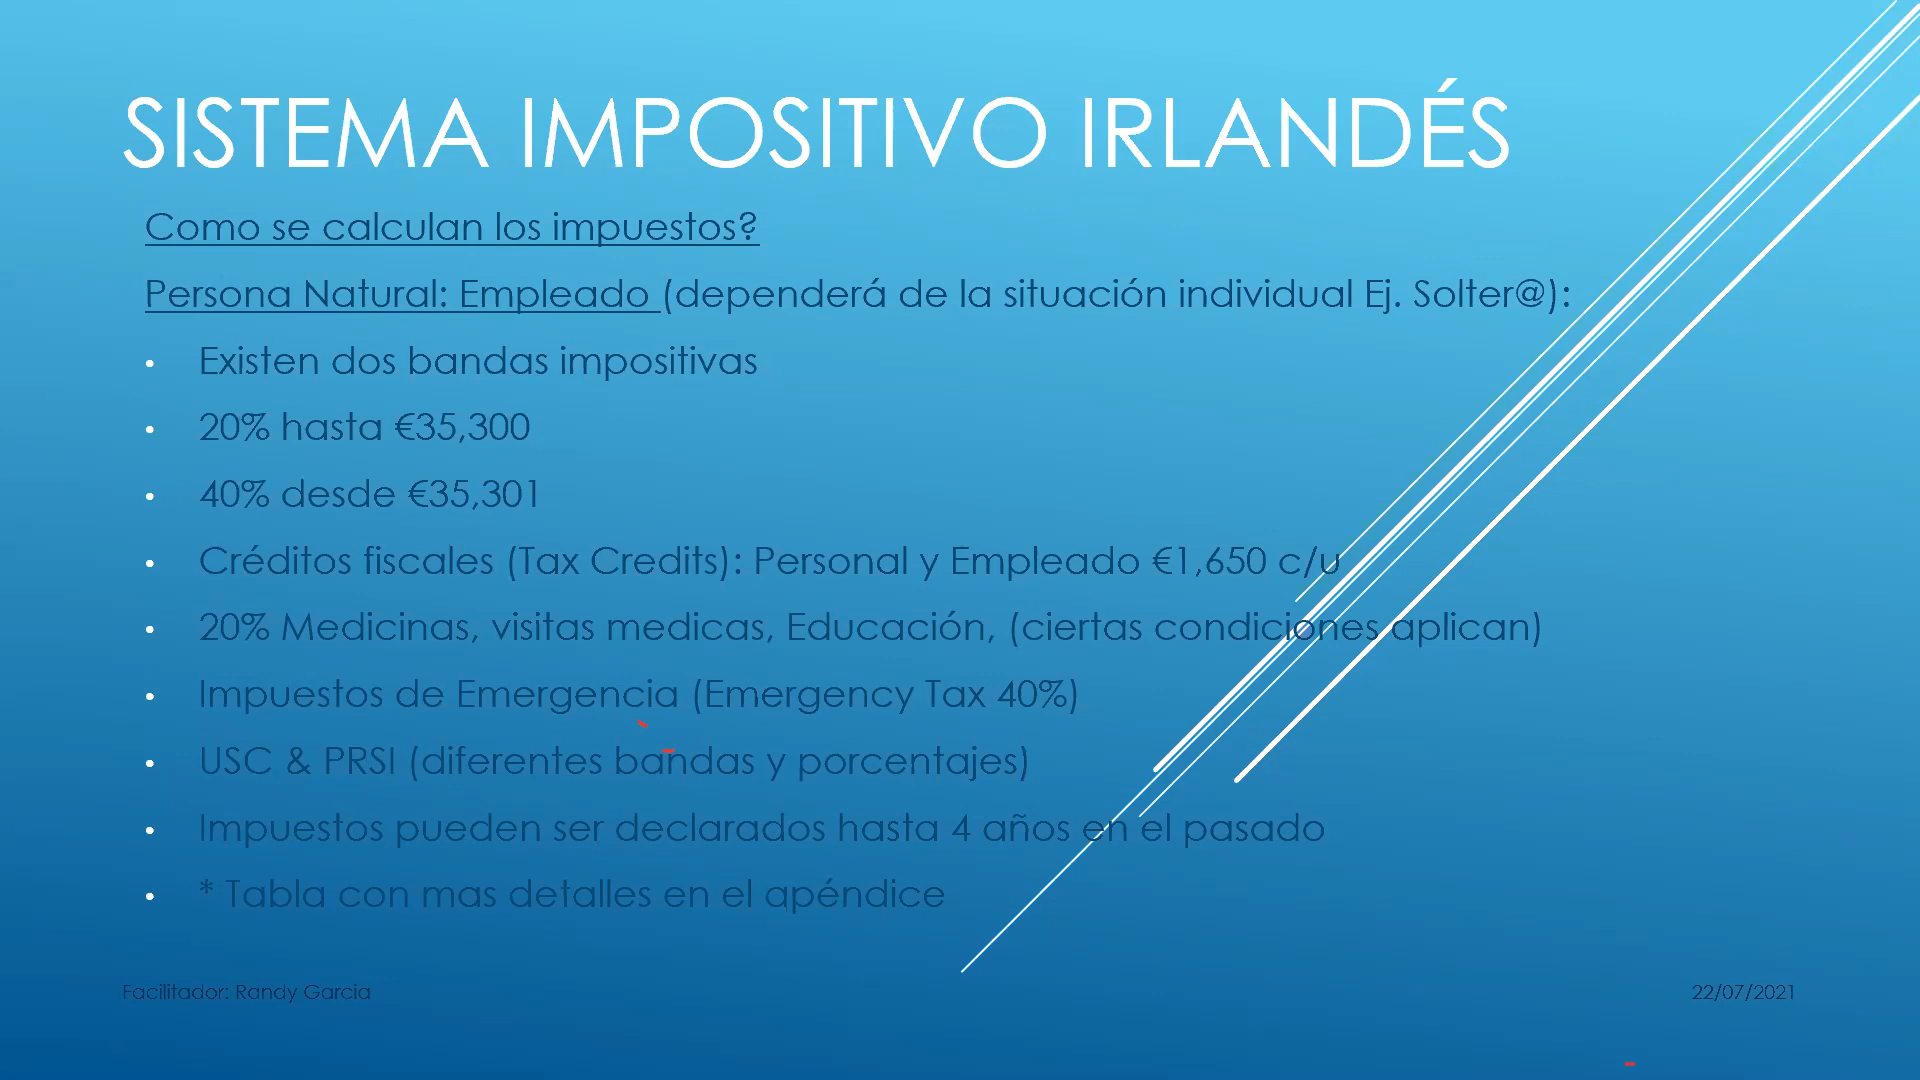 SISTEMA IMPOSITIVO IRLANDÉS
Como se calculan los impuestos?
Persona Natural: Empleado (dependerá de la situación individual Ej. Solter@):
• Existen dos bandas impositivas
• 20% hasta €35,300
• 40% desde €35,301
• Créditos fiscales (Tax Credits): Personal y Empleado €1,650 c/u
• 20% Medicinas, visitas medicas, Educación, (ciertas condiciones aplican)
• Impuestos de Emergencia (Emergency Tax 40%)
• USC & PRSI (diferentes bandas y porcentajes)
• Impuestos pueden ser declarados hasta 4 años en el pasado
• * Tabla con mas detalles en el apéndice
Facilitador: Randy Garcia
22/07/2021